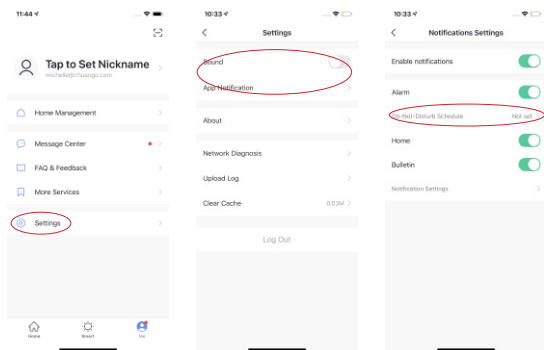 11:44
Tap to Set Nickname
michelle@chuango.com
Home Management
Message Center
FAQ & Feedback
More Services
Settings
Home
Smart
Me
10:33
Settings
Sound
App Notification
About
Network Diagnosis
Upload Log
Clear Cache
0.03M
Log Out
10:33
Notifications Settings
Enable notifications
Alarm
Do-Not-Disturb Schedule
Not set
Home
Bulletin
Notification Settings